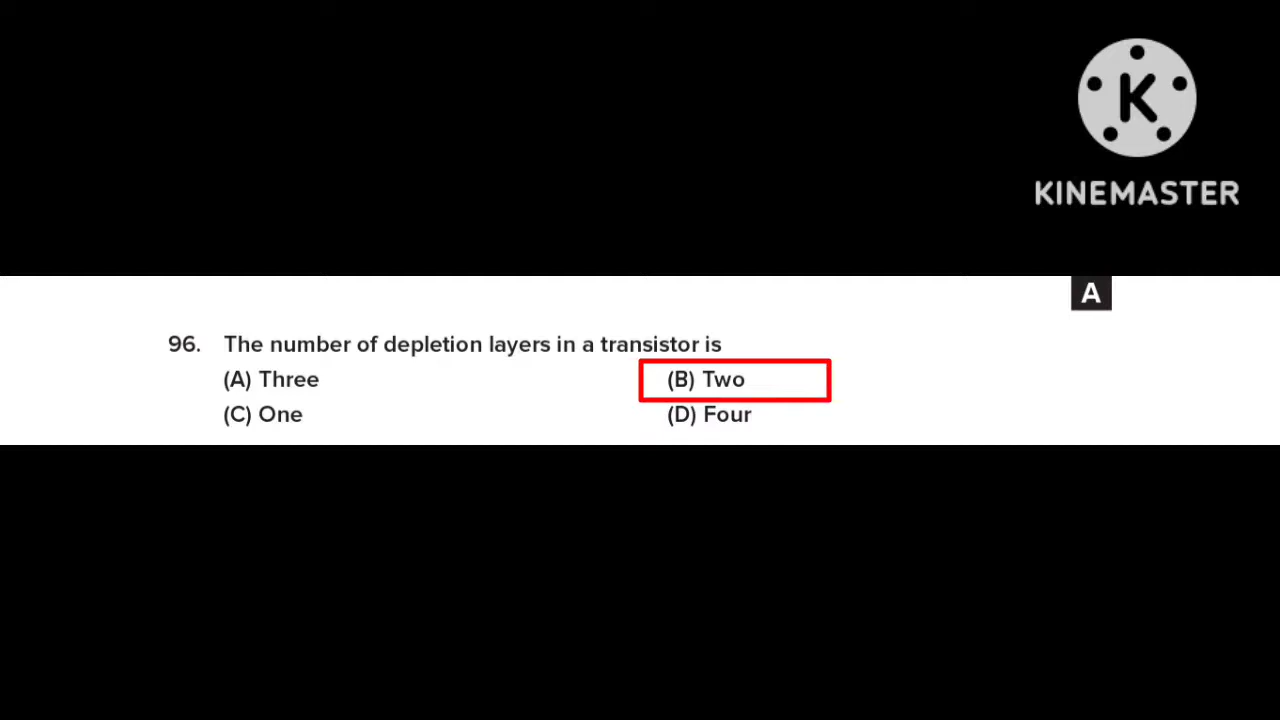 K
KINEMASTER
A
96. The number of depletion layers in a transistor is
(A) Three (B) Two
(C) One (D) Four